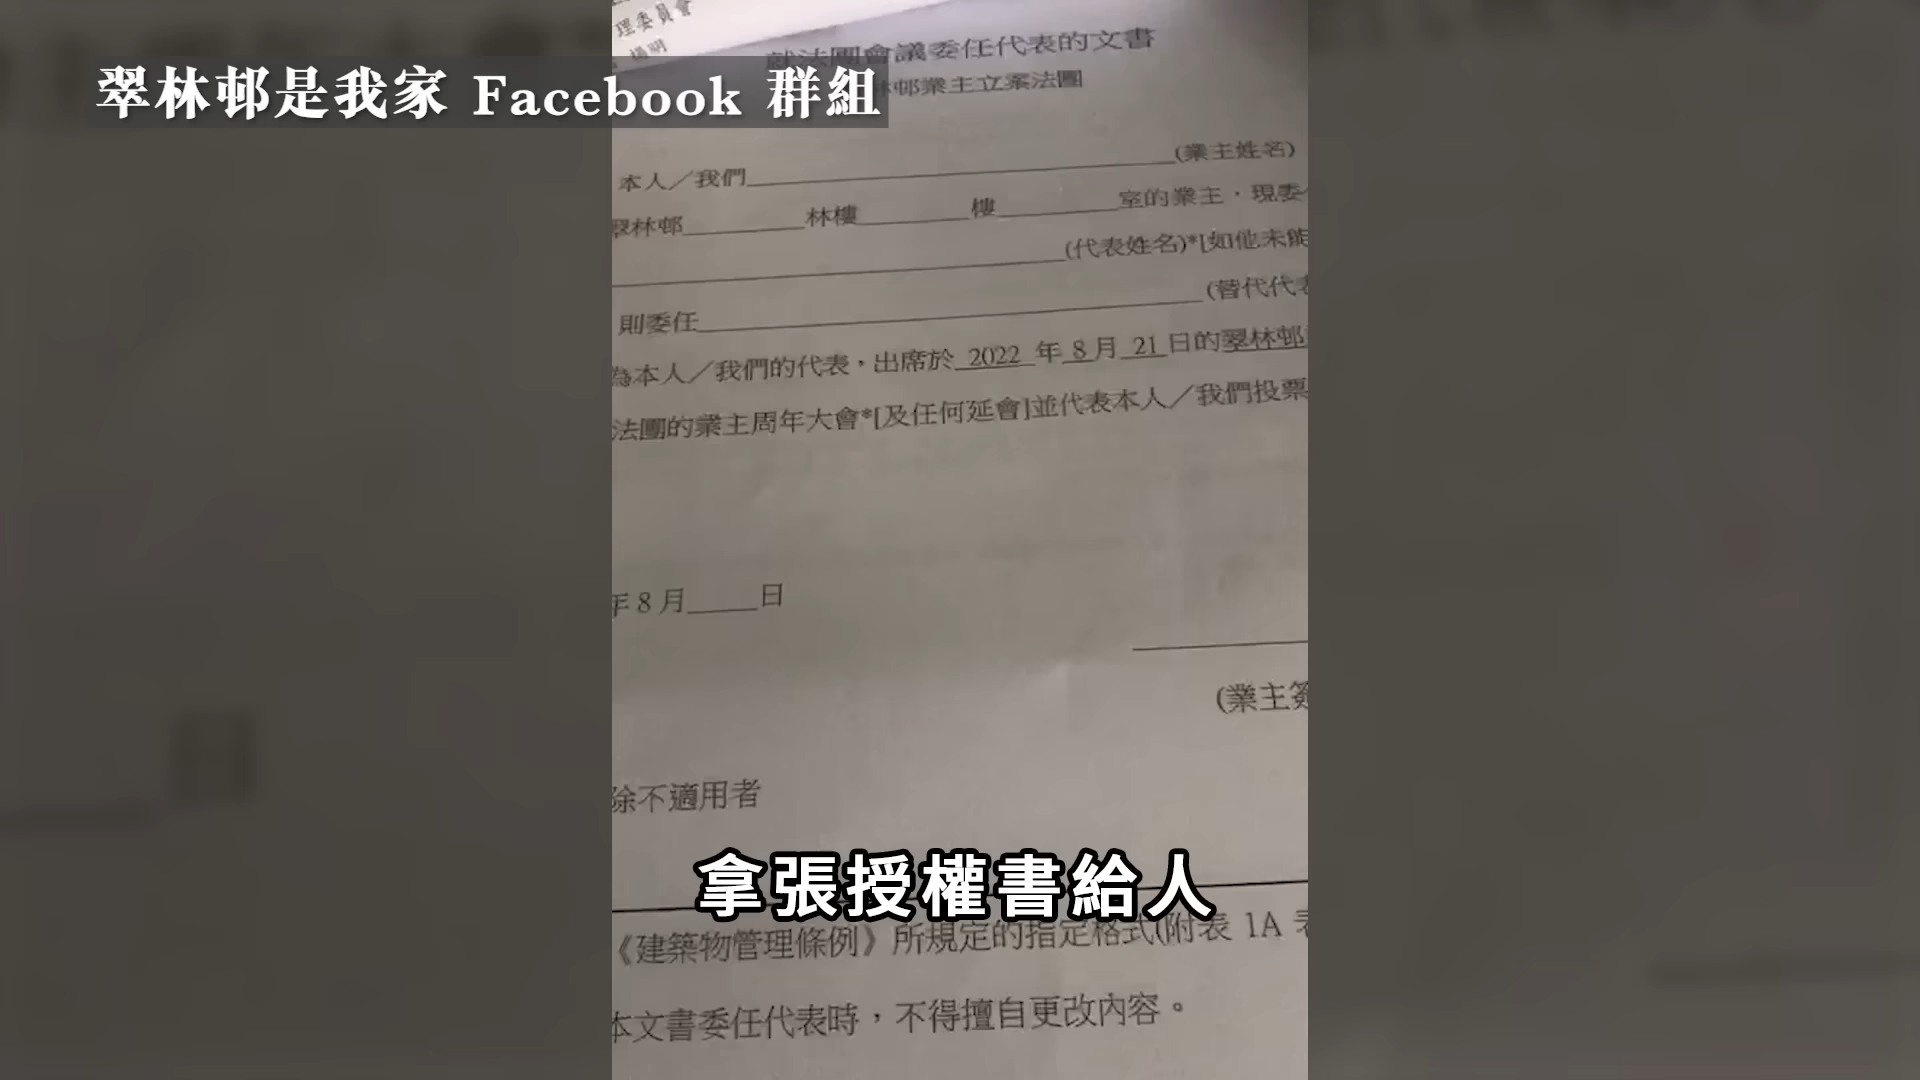 理委員會
楊明
翠林邨是我家 Facebook 群組
就法團會議委任代表的文書
林邨業主立案法團
本人／我們(業主姓名)
翠林邨 林樓 樓 室的業主，現委
(代表姓名)*[如他未能
則委任(替代代表
為本人／我們的代表，出席於 2022 年 8 月 21 日的翠林邨
法團的業主周年大會*[及任何延會]並代表本人／我們投票
年 8 月 日
(業主簽
除不適用者
拿張授權書給人
《建築物管理條例》所規定的指定格式(附表 1A 表
本文書委任代表時，不得擅自更改內容。